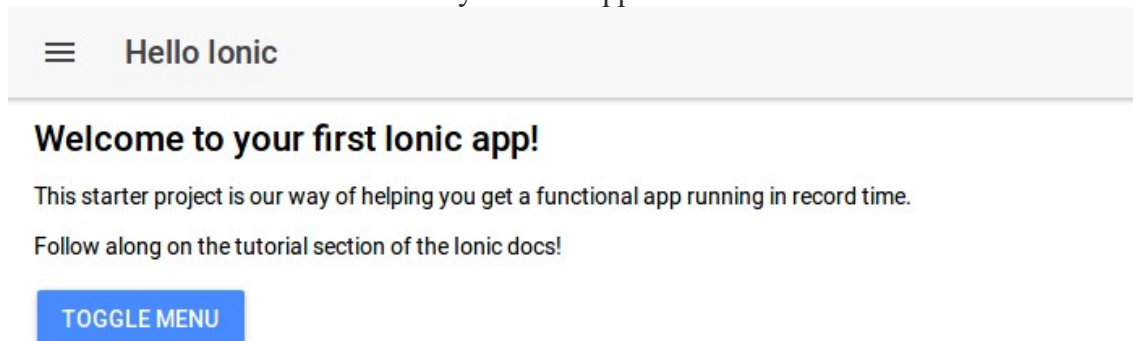 Hello Ionic
Welcome to your first Ionic app!
This starter project is our way of helping you get a functional app running in record time.
Follow along on the tutorial section of the Ionic docs!
TOGGLE MENU